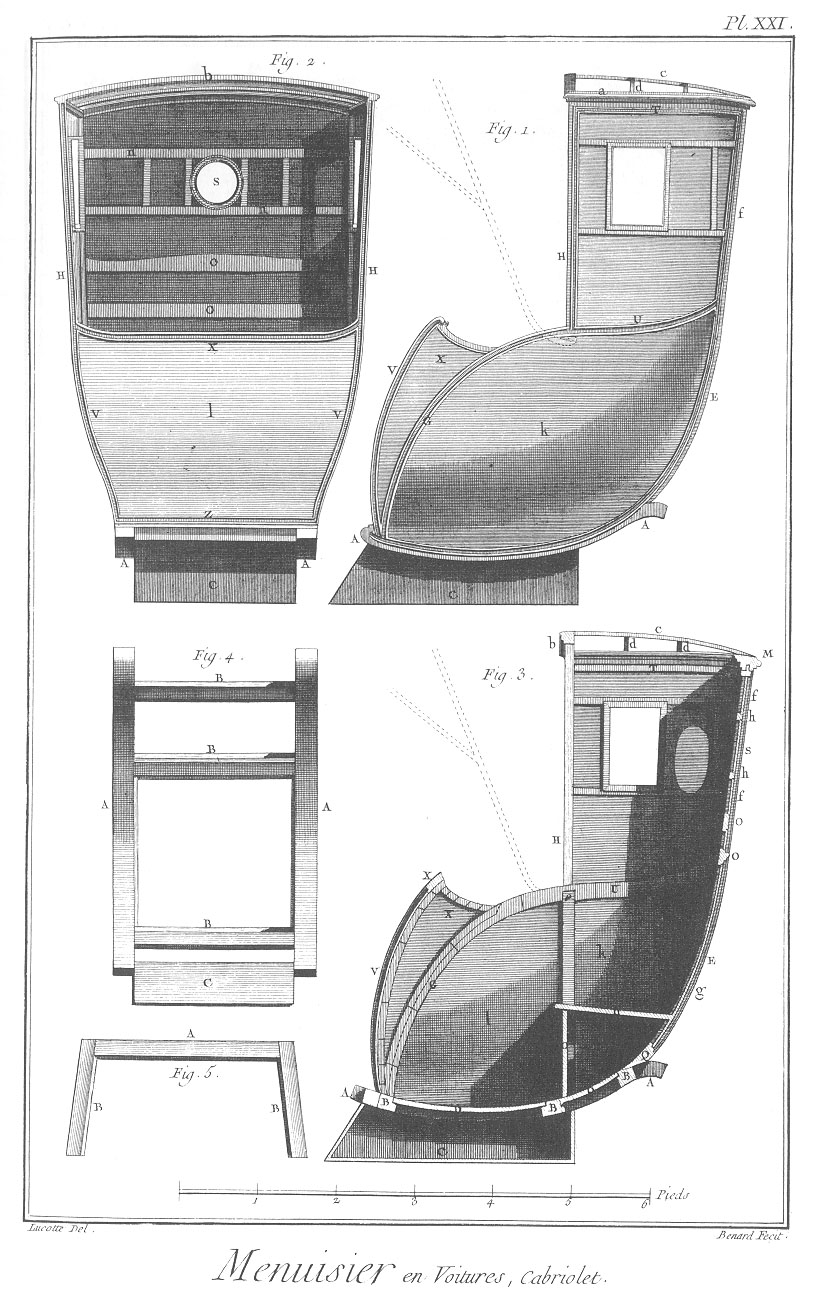 Pl. XXI.
Fig. 2.
b
n
s
n
H
H
o
o
X
V
l
V
Z
A
A
C
Fig. 1.
c
d
a
T
f
H
U
X
V
G
E
k
A
A
C
Fig. 4.
B
B
A
A
B
C
Fig. 3.
b
c
d
d
M
T
f
h
s
h
f
O
O
H
X
U
X
V
G
k
E
g
l
A
B
B
B
A
C
Fig. 5.
A
B
B
1 2 3 4 5 6 Pieds
Lucotte Del.
Benard Fecit.
Menuisier en Voitures, Cabriolet.